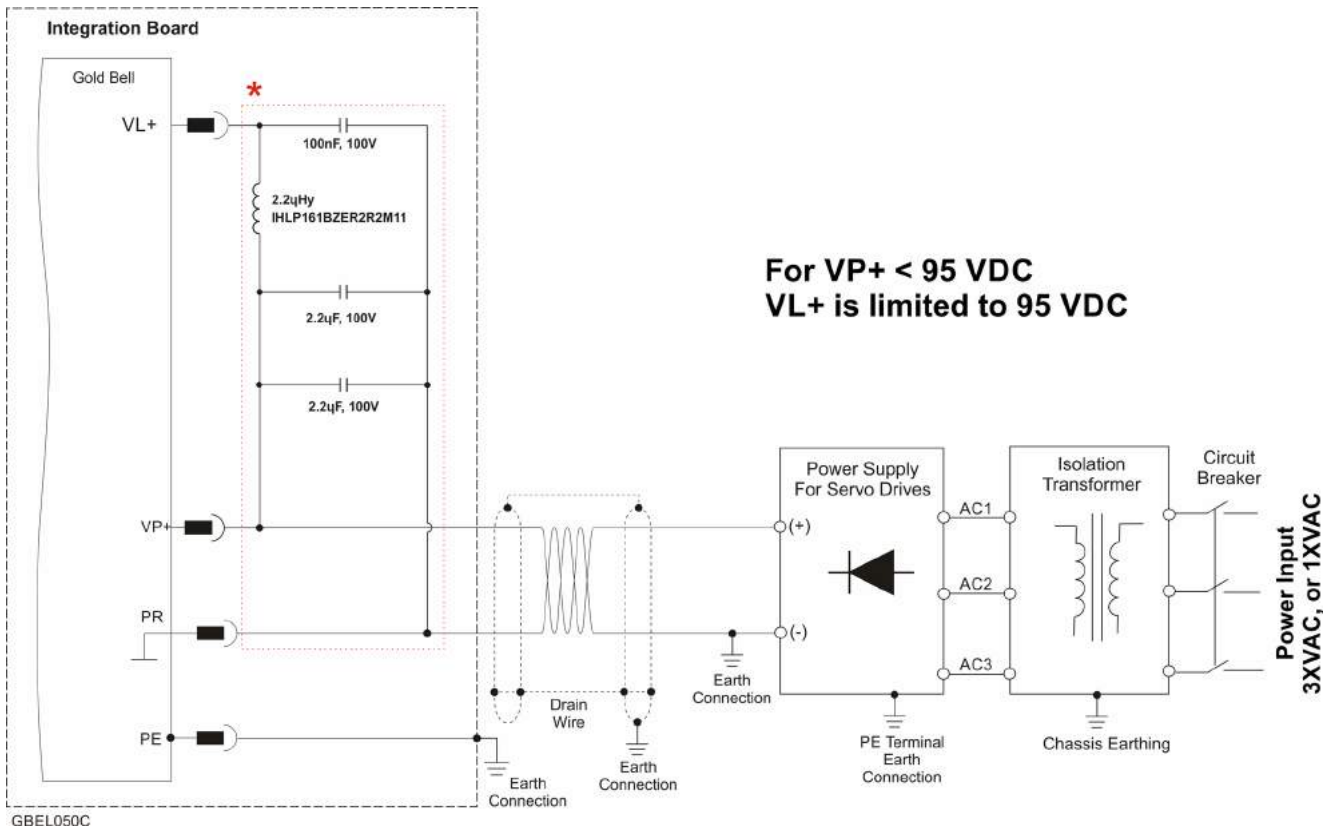 Integration Board
Gold Bell
*
VL+
100nF, 100V
2.2ųHy
IHLP161BZER2R2M11
For VP+ < 95 VDC
VL+ is limited to 95 VDC
2.2ųF, 100V
2.2ųF, 100V
VP+
PR
PE
Power Supply
For Servo Drives
(+)
(-)
AC1
AC2
AC3
Isolation
Transformer
Circuit
Breaker
Power Input
3XVAC, or 1XVAC
Earth
Connection
Drain
Wire
Earth
Connection
Earth
Connection
PE Terminal
Earth
Connection
Chassis Earthing
GBEL050C